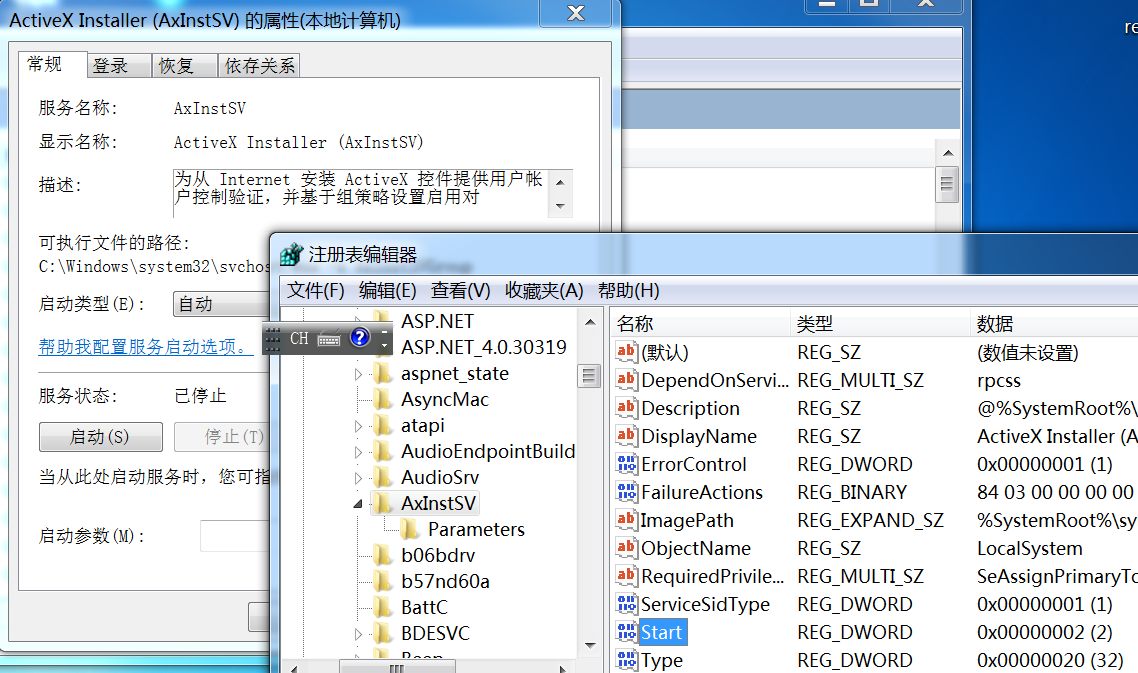 ActiveX Installer (AxInstSV) 的属性(本地计算机)
常规 登录 恢复 依存关系
服务名称: AxInstSV
显示名称: ActiveX Installer (AxInstSV)
描述: 为从 Internet 安装 ActiveX 控件提供用户帐
户控制验证，并基于组策略设置启用对
可执行文件的路径:
C:\Windows\system32\svchos
启动类型(E): 自动
帮助我配置服务启动选项。
服务状态: 已停止
启动(S) 停止(T)
当从此处启动服务时，您可指
启动参数(M):
re
注册表编辑器
文件(F) 编辑(E) 查看(V) 收藏夹(A) 帮助(H)
CH
ASP.NET
ASP.NET_4.0.30319
aspnet_state
AsyncMac
atapi
AudioEndpointBuild
AudioSrv
AxInstSV
Parameters
b06bdrv
b57nd60a
BattC
BDESVC
Beep
名称 类型 数据
(默认) REG_SZ (数值未设置)
DependOnServi... REG_MULTI_SZ rpcss
Description REG_SZ @%SystemRoot%\
DisplayName REG_SZ ActiveX Installer (A
ErrorControl REG_DWORD 0x00000001 (1)
FailureActions REG_BINARY 84 03 00 00 00 00
ImagePath REG_EXPAND_SZ %SystemRoot%\sy
ObjectName REG_SZ LocalSystem
RequiredPrivile... REG_MULTI_SZ SeAssignPrimaryTo
ServiceSidType REG_DWORD 0x00000001 (1)
Start REG_DWORD 0x00000002 (2)
Type REG_DWORD 0x00000020 (32)